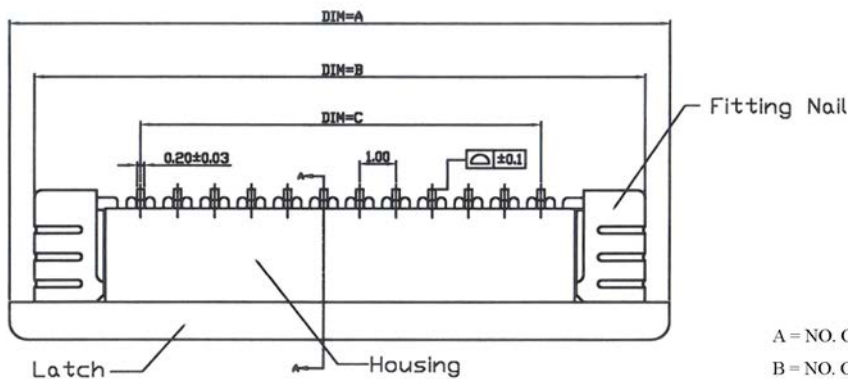 DIM=A
DIM=B
Fitting Nail
DIM=C
0.20±0.03
A
1.00
±0.1
A = NO. O
B = NO. O
Latch
A
Housing